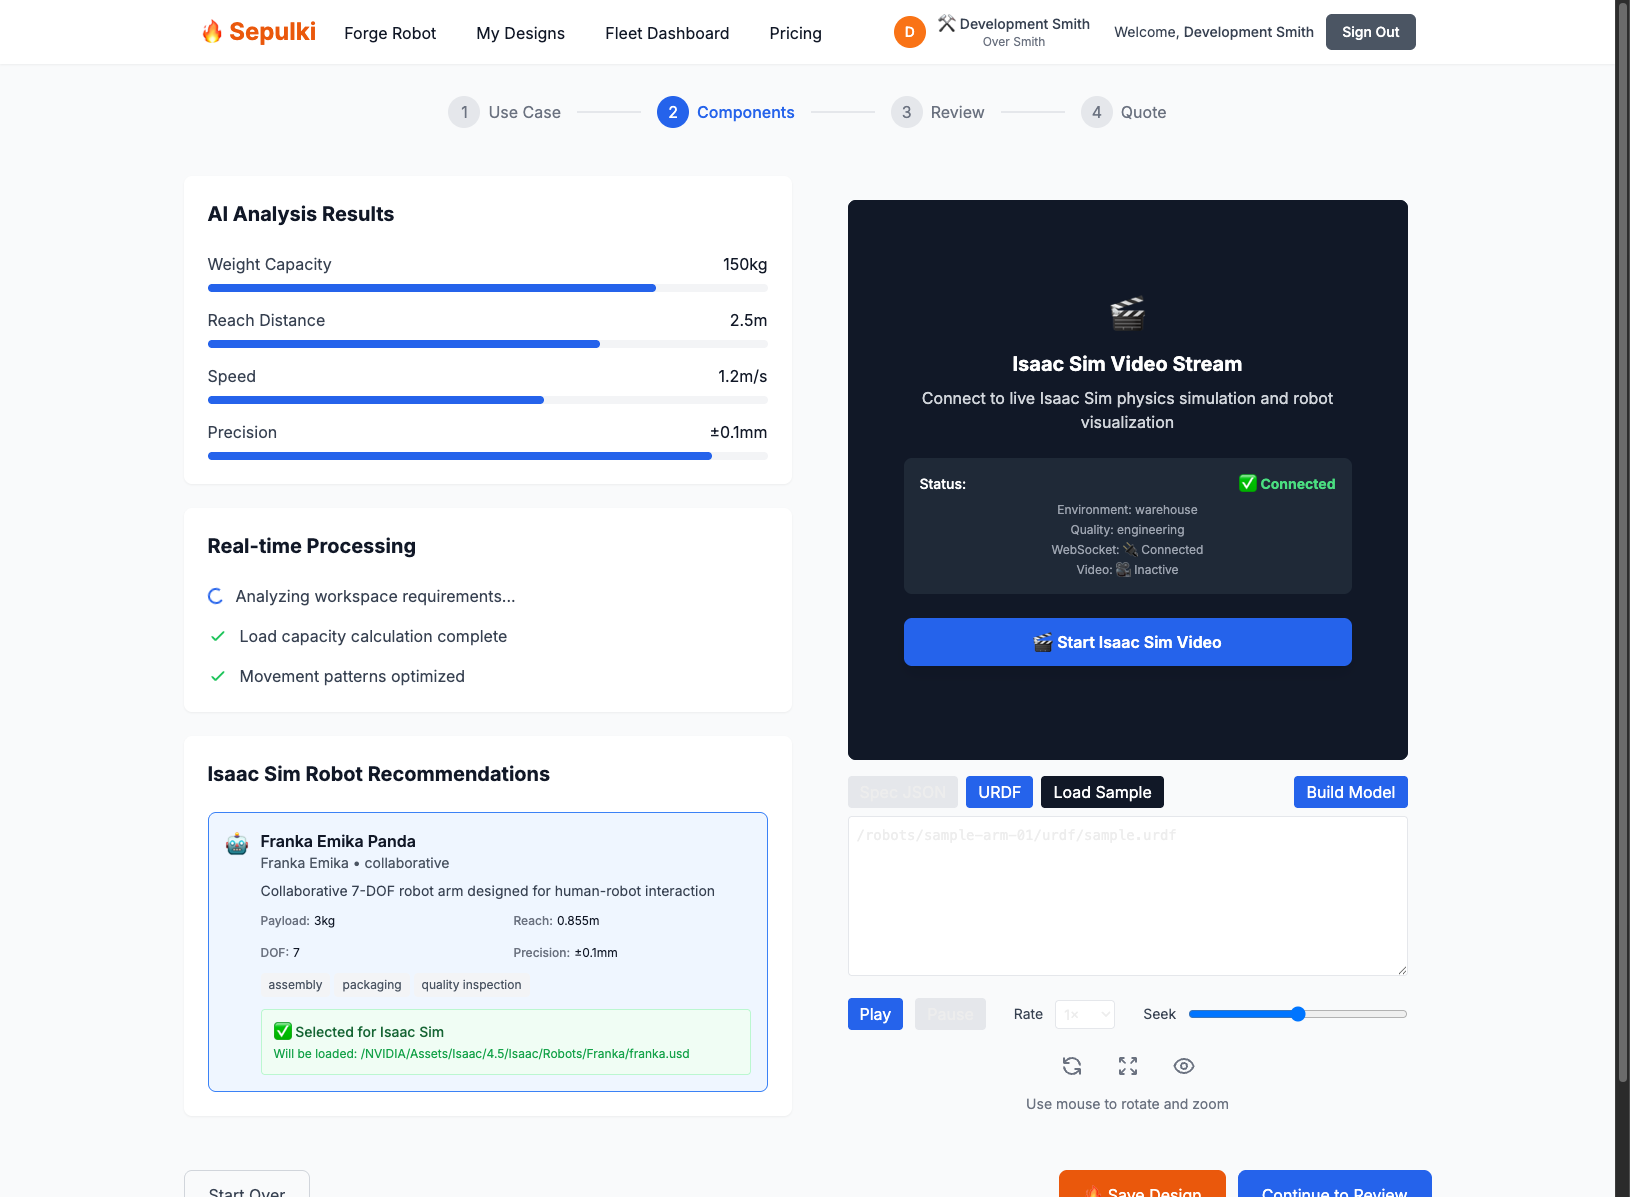 🔥 Sepulki
Forge Robot
My Designs
Fleet Dashboard
Pricing
D
⚒️ Development Smith
Over Smith
Welcome, Development Smith
Sign Out
1 Use Case
2 Components
3 Review
4 Quote
AI Analysis Results
Weight Capacity 150kg
Reach Distance 2.5m
Speed 1.2m/s
Precision ±0.1mm
Real-time Processing
Analyzing workspace requirements...
Load capacity calculation complete
Movement patterns optimized
Isaac Sim Robot Recommendations
🤖 Franka Emika Panda
Franka Emika • collaborative
Collaborative 7-DOF robot arm designed for human-robot interaction
Payload: 3kg Reach: 0.855m
DOF: 7 Precision: ±0.1mm
assembly packaging quality inspection
✅ Selected for Isaac Sim
Will be loaded: /NVIDIA/Assets/Isaac/4.5/Isaac/Robots/Franka/franka.usd
🎬
Isaac Sim Video Stream
Connect to live Isaac Sim physics simulation and robot
visualization
Status: ✅ Connected
Environment: warehouse
Quality: engineering
WebSocket: 🔌 Connected
Video: 🎥 Inactive
🎬 Start Isaac Sim Video
Spec JSON URDF Load Sample Build Model
/robots/sample-arm-01/urdf/sample.urdf
Play Pause Rate 1× Seek
Use mouse to rotate and zoom
Start Over
🔥 Save Design
Continue to Review